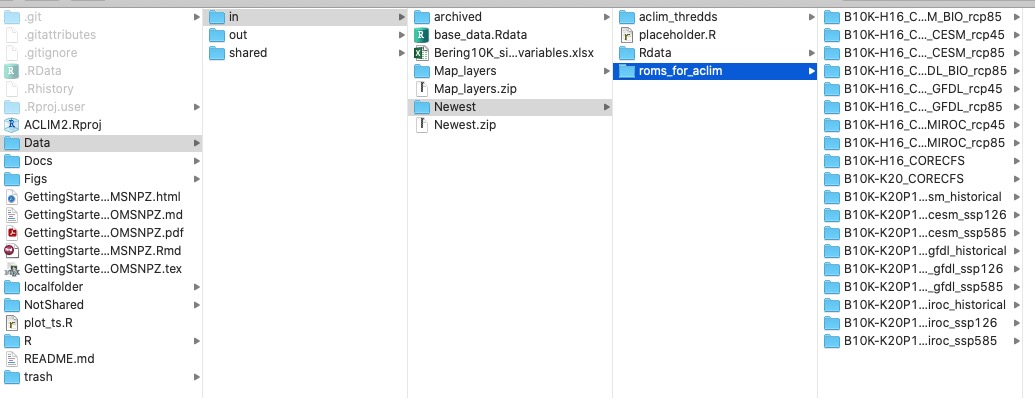 .git
.gitattributes
.gitignore
.RData
.Rhistory
.Rproj.user
ACLIM2.Rproj
Data
Docs
Figs
GettingStarte...MSNPZ.html
GettingStarte...OMSNPZ.md
GettingStarte...OMSNPZ.pdf
GettingStarte...MSNPZ.Rmd
GettingStarte...OMSNPZ.tex
localfolder
NotShared
plot_ts.R
R
README.md
trash
in
out
shared
archived
base_data.Rdata
Bering10K_si...variables.xlsx
Map_layers
Map_layers.zip
Newest
Newest.zip
aclim_thredds
placeholder.R
Rdata
roms_for_aclim
B10K-H16_C...M_BIO_rcp85
B10K-H16_C..._CESM_rcp45
B10K-H16_C..._CESM_rcp85
B10K-H16_C...DL_BIO_rcp85
B10K-H16_C..._GFDL_rcp45
B10K-H16_C..._GFDL_rcp85
B10K-H16_C...MIROC_rcp45
B10K-H16_C...MIROC_rcp85
B10K-H16_CORECFS
B10K-K20_CORECFS
B10K-K20P1...sm_historical
B10K-K20P1...cesm_ssp126
B10K-K20P1...cesm_ssp585
B10K-K20P1...gfdl_historical
B10K-K20P1..._gfdl_ssp126
B10K-K20P1..._gfdl_ssp585
B10K-K20P1...iroc_historical
B10K-K20P1...iroc_ssp126
B10K-K20P1...iroc_ssp585